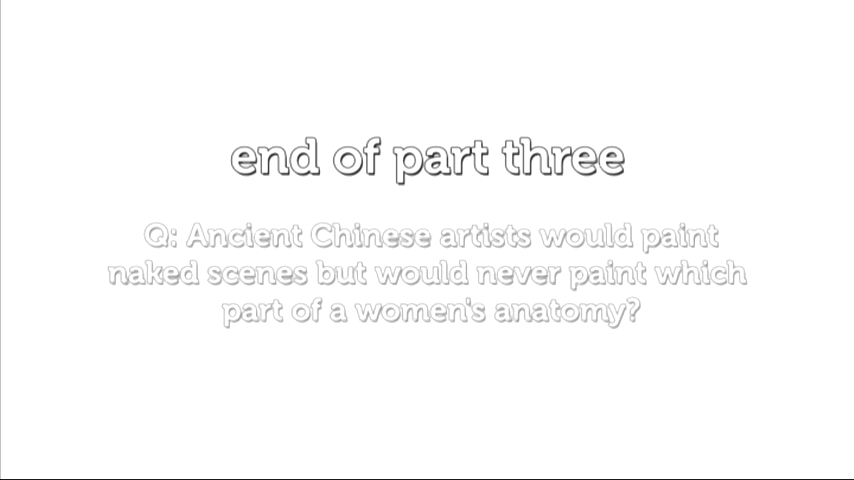 end of part three
Q: Ancient Chinese artists would paint
naked scenes but would never paint which
part of a women's anatomy?